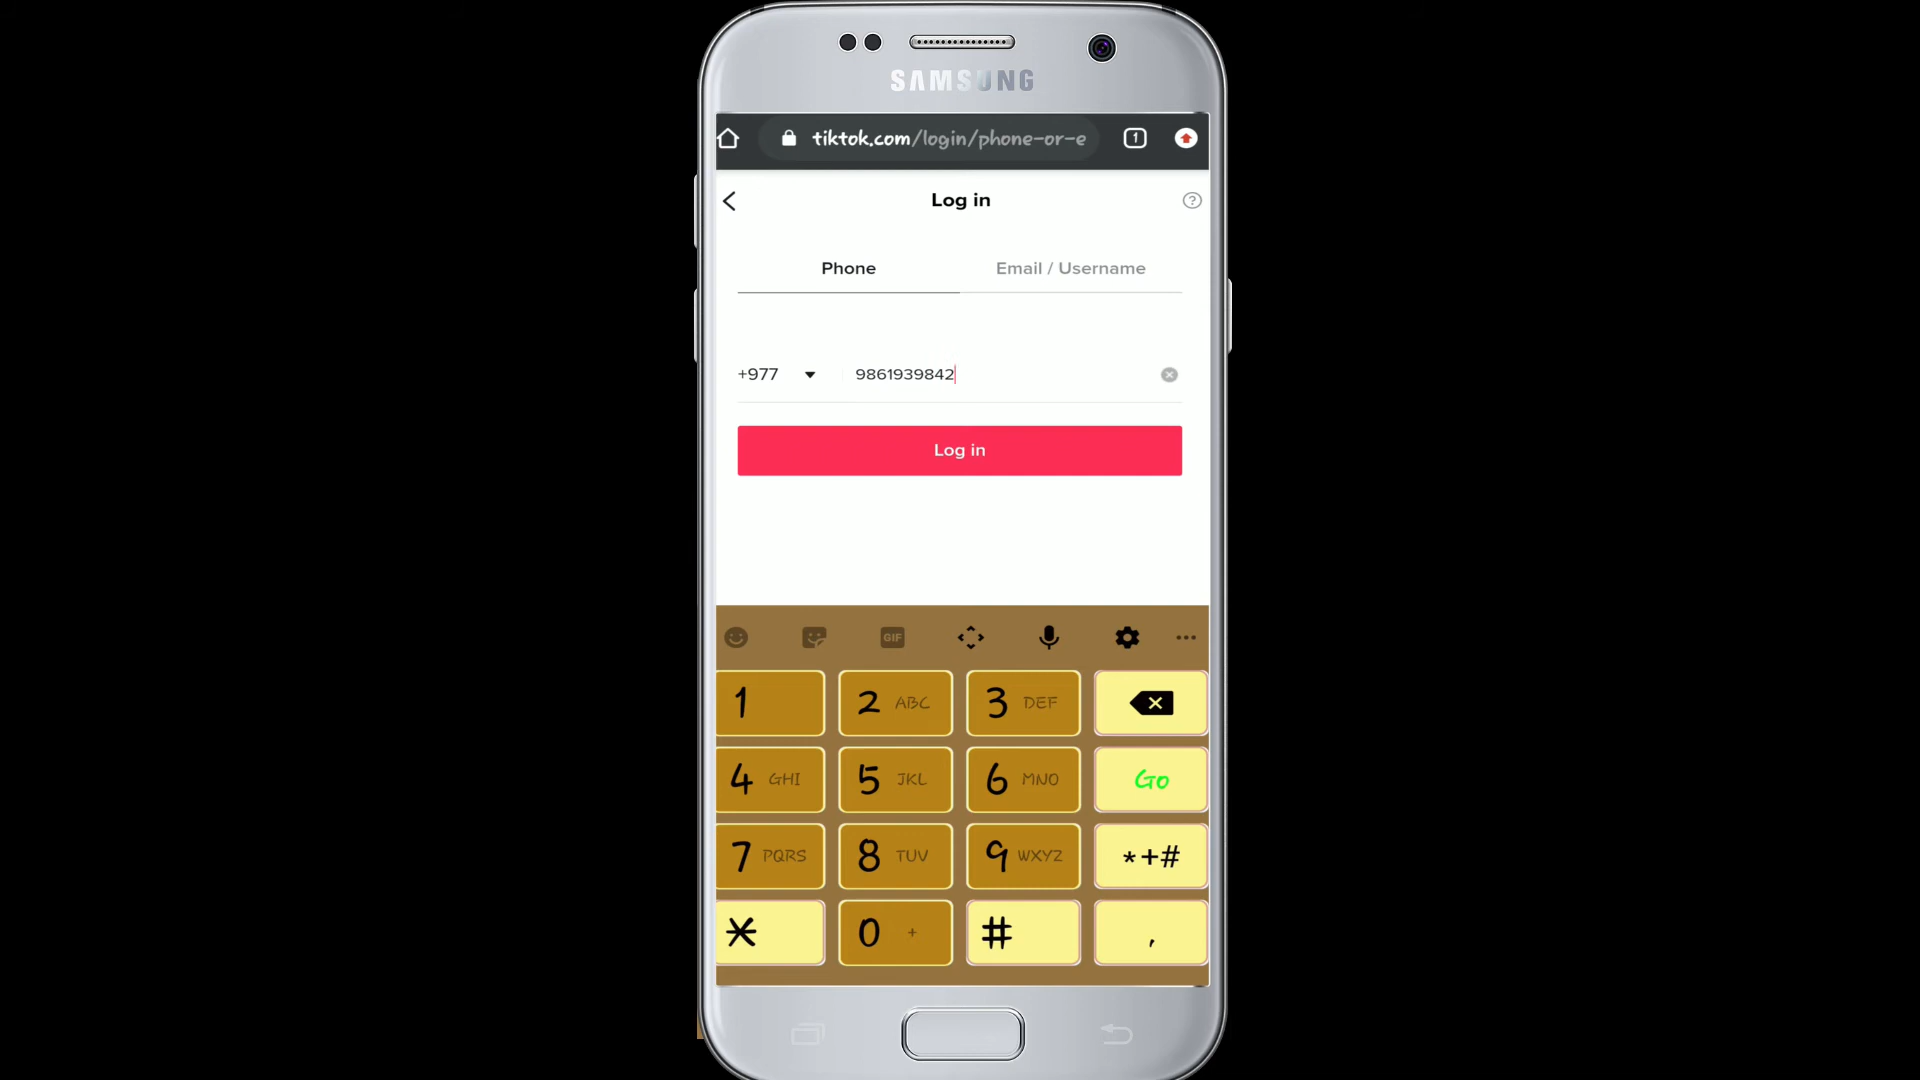 SAMSUNG
tiktok.com/login/phone-or-e
1
Log in
?
Phone
Email / Username
+977
9861939842
Log in
GIF
1
2 ABC
3 DEF
4 GHI
5 JKL
6 MNO
Go
7 PQRS
8 TUV
9 WXYZ
*+#
*
0 +
#
,